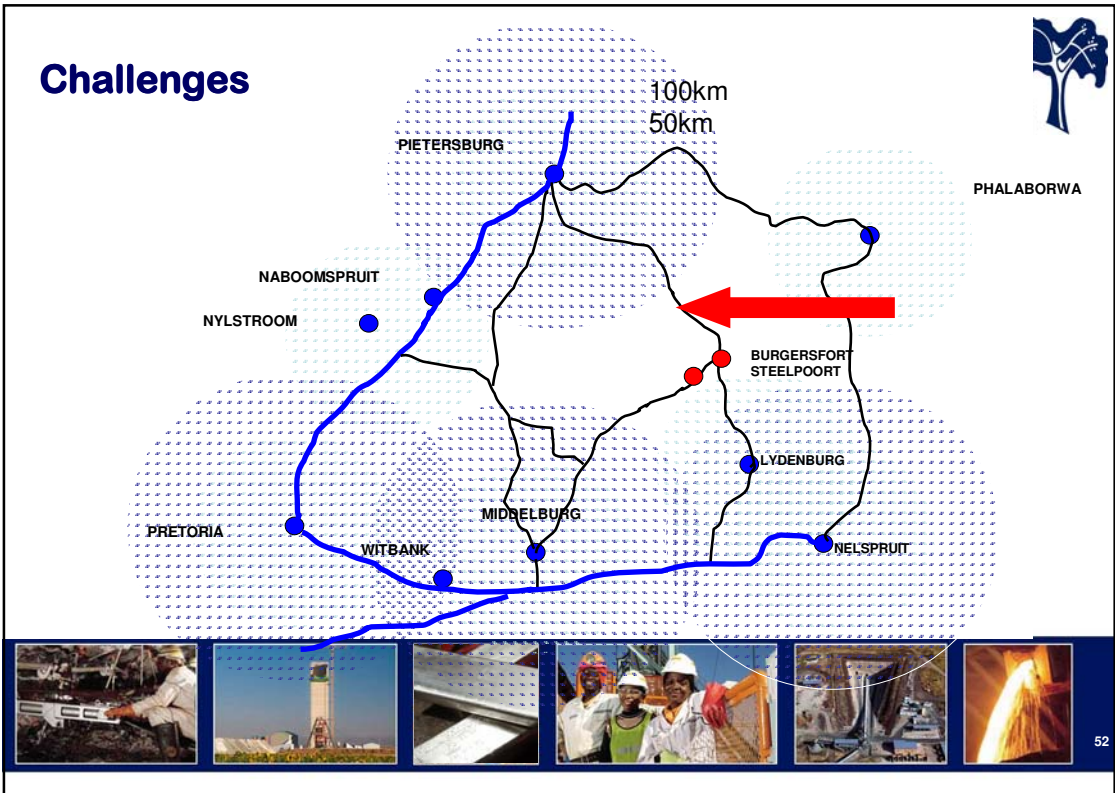 Challenges
100km
50km
PIETERSBURG
PHALABORWA
NABOOMSPRUIT
NYLSTROOM
BURGERSFORT
STEELPOORT
LYDENBURG
MIDDELBURG
PRETORIA
WITBANK
NELSPRUIT
52